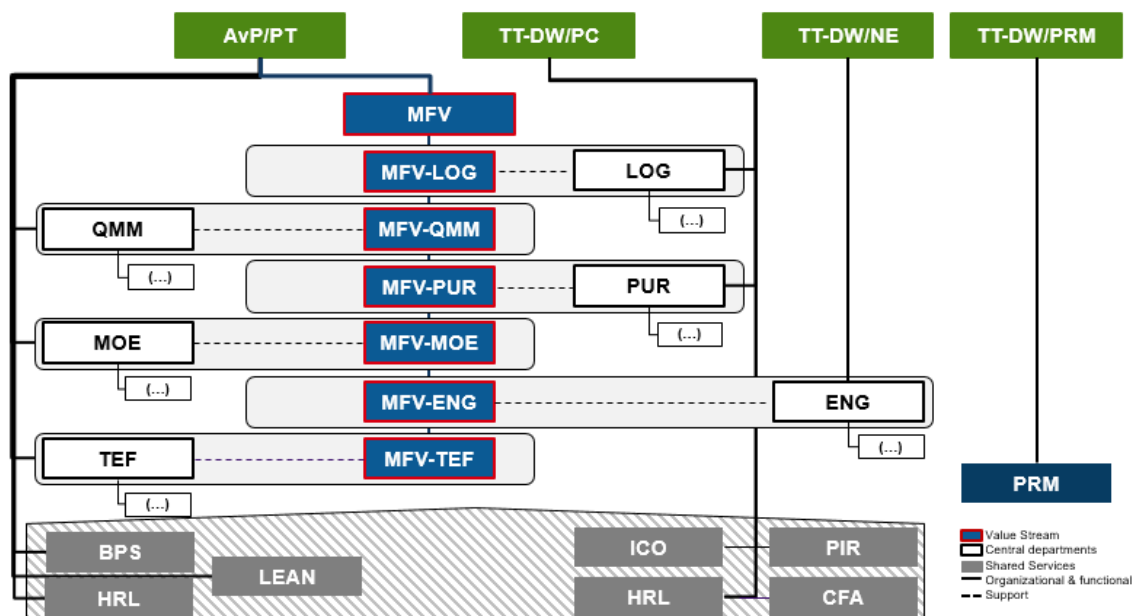 AvP/PT
TT-DW/PC
TT-DW/NE
TT-DW/PRM
MFV
MFV-LOG
LOG
(...)
QMM
MFV-QMM
(...)
MFV-PUR
PUR
(...)
MOE
MFV-MOE
(...)
MFV-ENG
ENG
(...)
TEF
MFV-TEF
(...)
PRM
BPS
LEAN
HRL
ICO
PIR
HRL
CFA
Value Stream
Central departments
Shared Services
Organizational & functional
Support